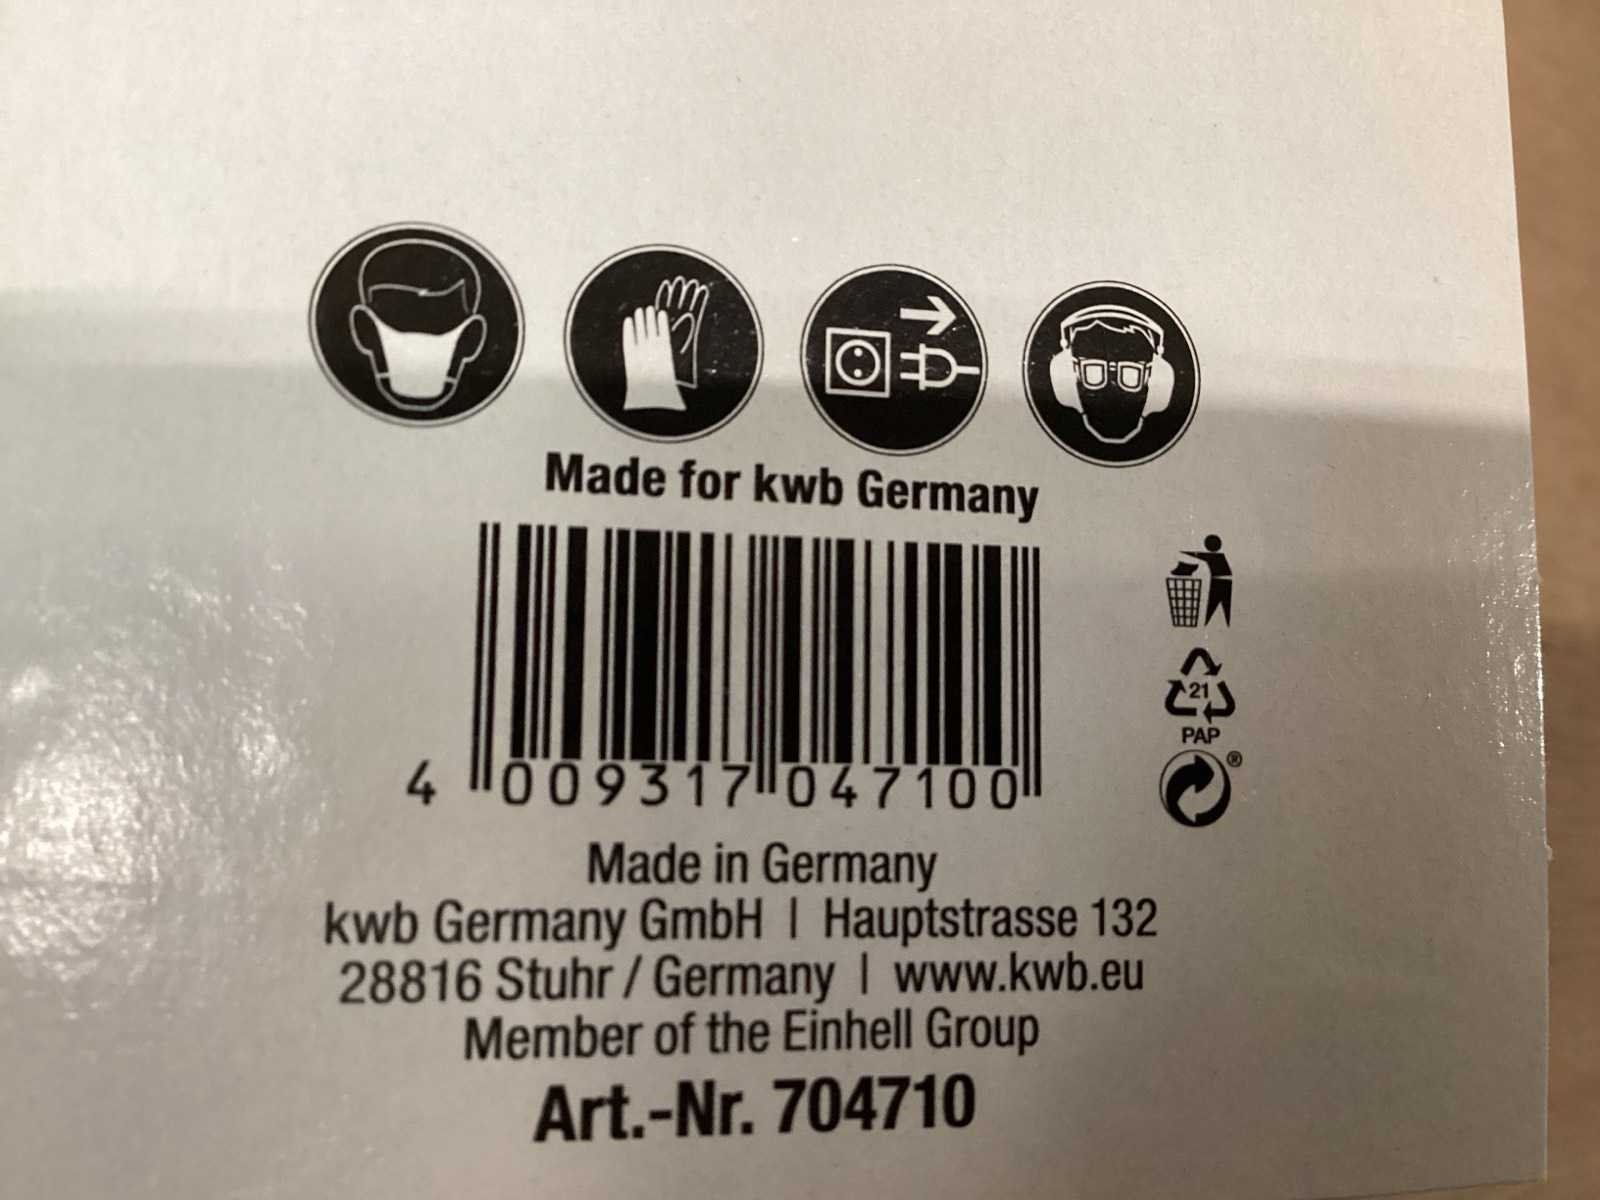 Made for kwb Germany
4 009317 047100
21
PAP
®
Made in Germany
kwb Germany GmbH | Hauptstrasse 132
28816 Stuhr / Germany | www.kwb.eu
Member of the Einhell Group
Art.-Nr. 704710